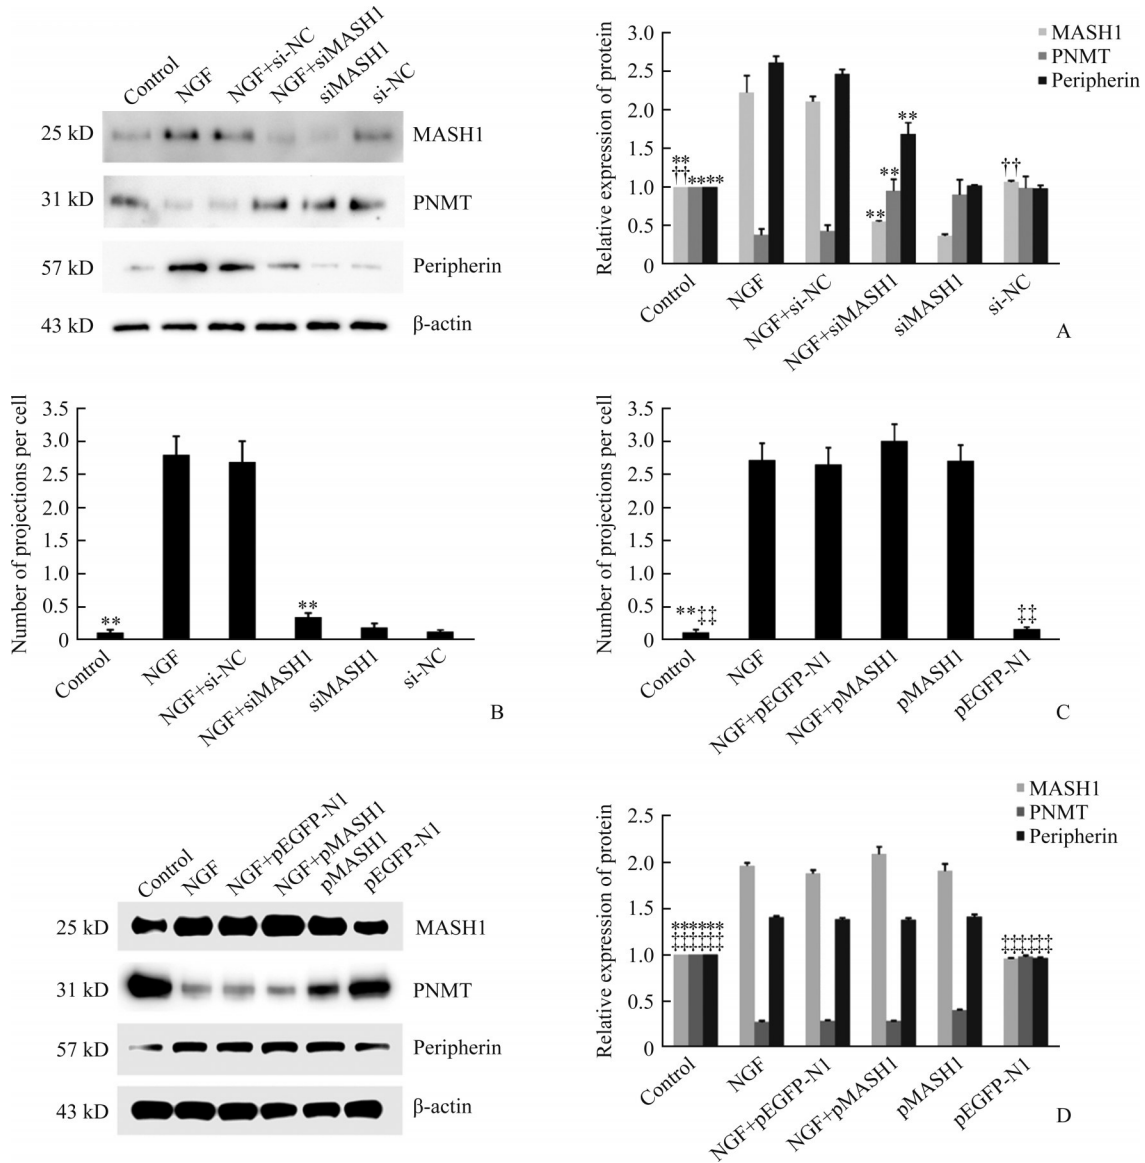 Control NGF NGF+si-NC NGF+siMASH1 siMASH1 si-NC
25 kD MASH1
31 kD PNMT
57 kD Peripherin
43 kD β-actin
Relative expression of protein
3.0
2.5
2.0
1.5
1.0
0.5
0
MASH1
PNMT
Peripherin
**
††
****
**
**
**
††
Control NGF NGF+si-NC NGF+siMASH1 siMASH1 si-NC
A
Number of projections per cell
3.5
3.0
2.5
2.0
1.5
1.0
0.5
0
**
**
Control NGF NGF+si-NC NGF+siMASH1 siMASH1 si-NC
B
Number of projections per cell
3.5
3.0
2.5
2.0
1.5
1.0
0.5
0
**‡‡
‡‡
Control NGF NGF+pEGFP-N1 NGF+pMASH1 pMASH1 pEGFP-N1
C
Control NGF NGF+pEGFP-N1 NGF+pMASH1 pMASH1 pEGFP-N1
25 kD MASH1
31 kD PNMT
57 kD Peripherin
43 kD β-actin
Relative expression of protein
2.5
2.0
1.5
1.0
0.5
0
MASH1
PNMT
Peripherin
******
‡‡‡‡‡‡
‡‡‡‡‡‡
Control NGF NGF+pEGFP-N1 NGF+pMASH1 pMASH1 pEGFP-N1
D